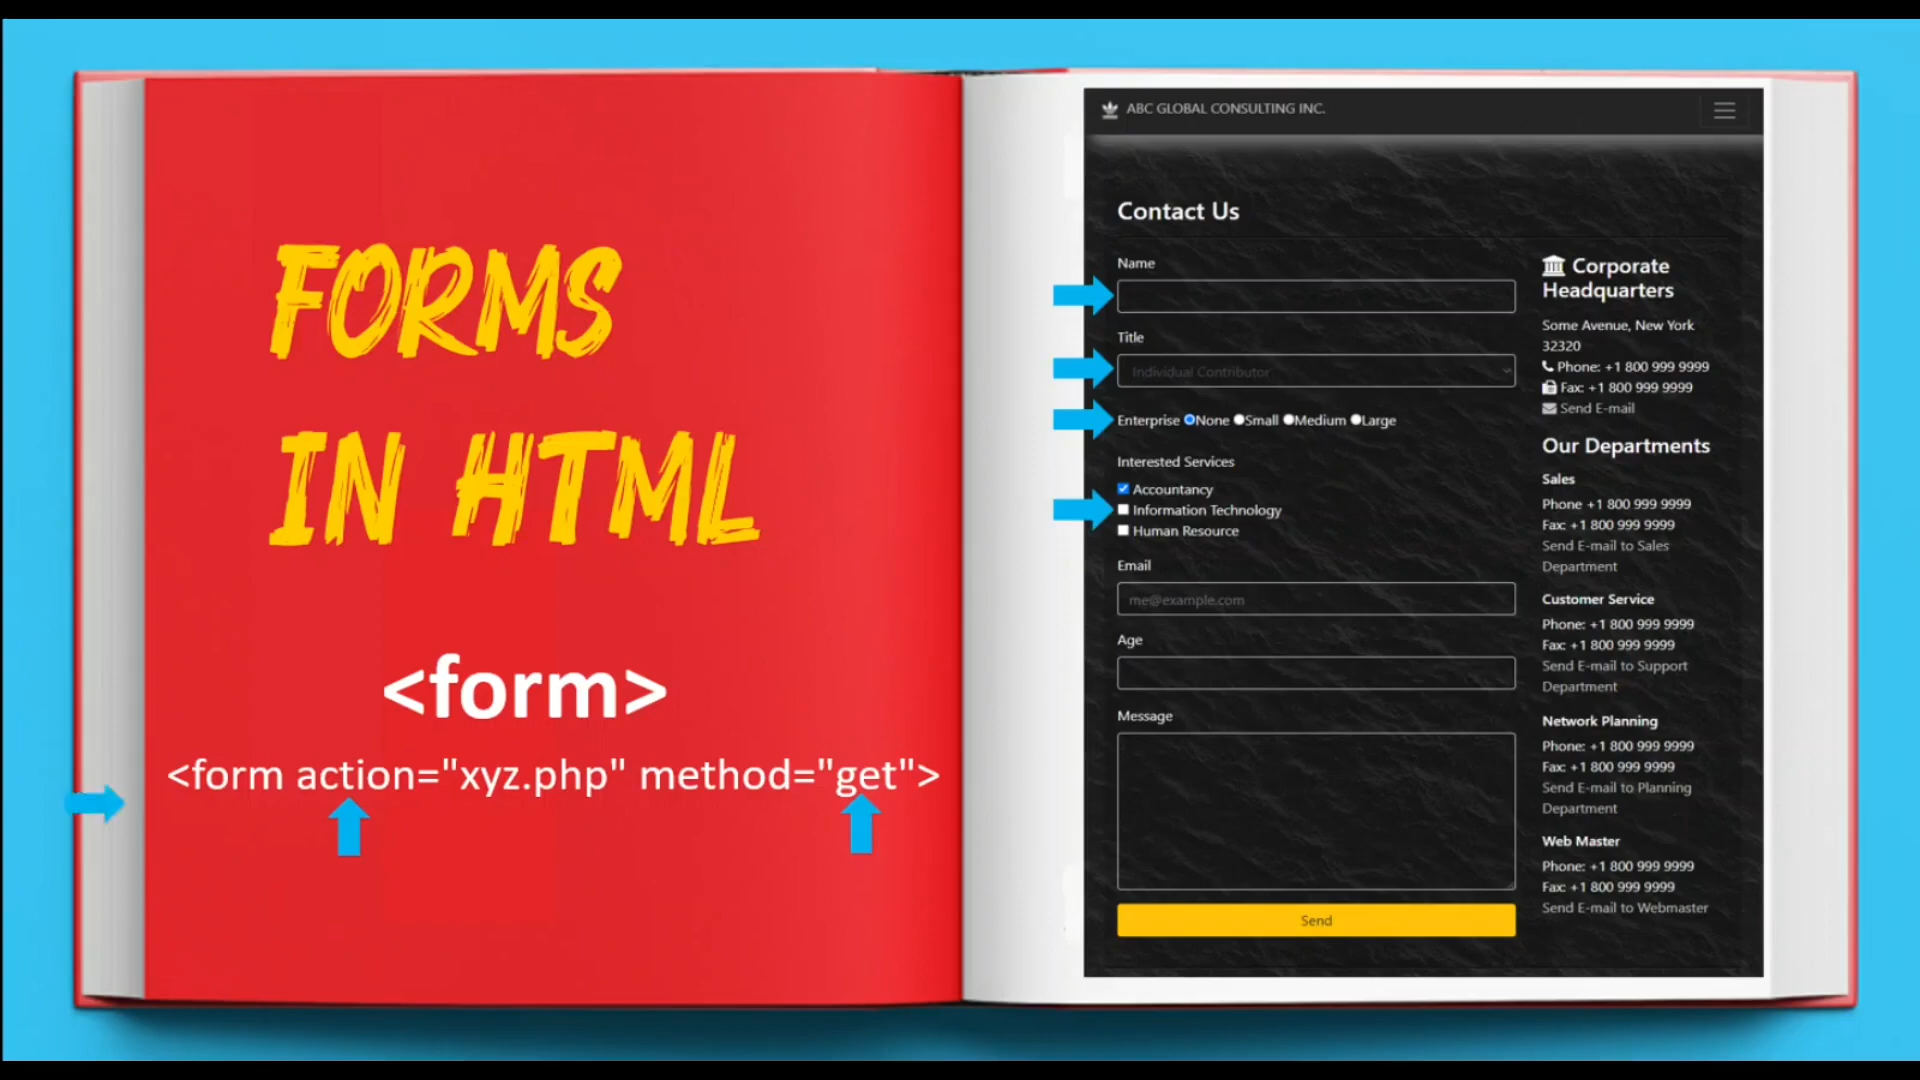 FORMS
IN HTML
<form>
<form action="xyz.php" method="get">
ABC GLOBAL CONSULTING INC.
Contact Us
Name
Title
Individual Contributor
Enterprise None Small Medium Large
Interested Services
Accountancy
Information Technology
Human Resource
Email
me@example.com
Age
Message
Send
Corporate
Headquarters
Some Avenue, New York
32320
Phone: +1 800 999 9999
Fax: +1 800 999 9999
Send E-mail
Our Departments
Sales
Phone +1 800 999 9999
Fax: +1 800 999 9999
Send E-mail to Sales
Department
Customer Service
Phone: +1 800 999 9999
Fax: +1 800 999 9999
Send E-mail to Support
Department
Network Planning
Phone: +1 800 999 9999
Fax: +1 800 999 9999
Send E-mail to Planning
Department
Web Master
Phone: +1 800 999 9999
Fax: +1 800 999 9999
Send E-mail to Webmaster